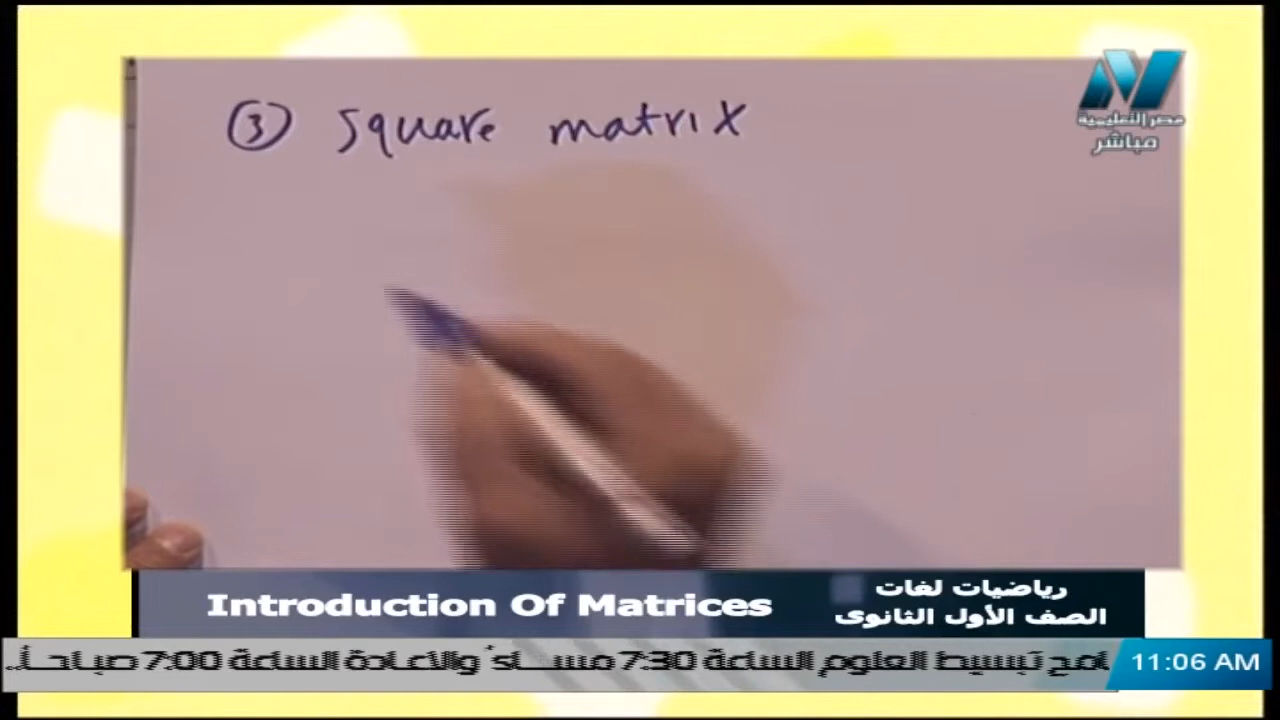 ③ square matrix
مصر التعليمية
مباشر
Introduction Of Matrices
رياضيات لغات
الصف الأول الثانوى
تبسيط العلوم الساعة 7:30 مساءً والاعادة الساعة 7:00 صباحاً
11:06 AM